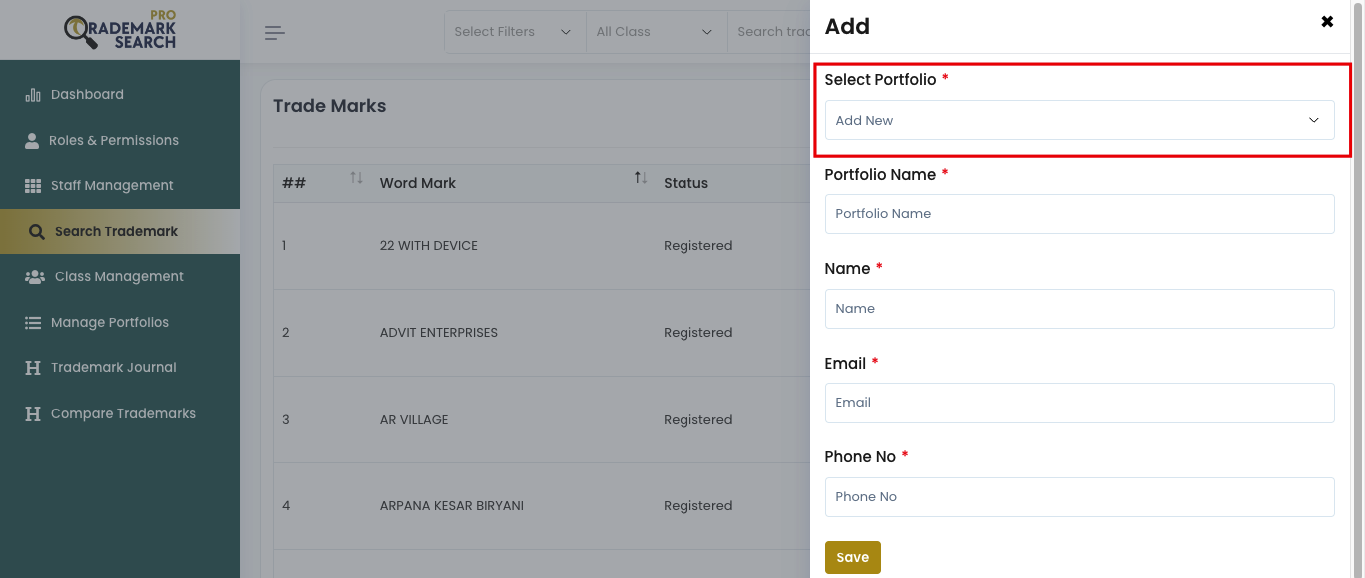 PRO
TRADEMARK
SEARCH
Dashboard
Roles & Permissions
Staff Management
Search Trademark
Class Management
Manage Portfolios
Trademark Journal
Compare Trademarks
Select Filters
All Class
Search trad
Trade Marks
## Word Mark Status
1 22 WITH DEVICE Registered
2 ADVIT ENTERPRISES Registered
3 AR VILLAGE Registered
4 ARPANA KESAR BIRYANI Registered
Add
Select Portfolio *
Add New
Portfolio Name *
Portfolio Name
Name *
Name
Email *
Email
Phone No *
Phone No
Save